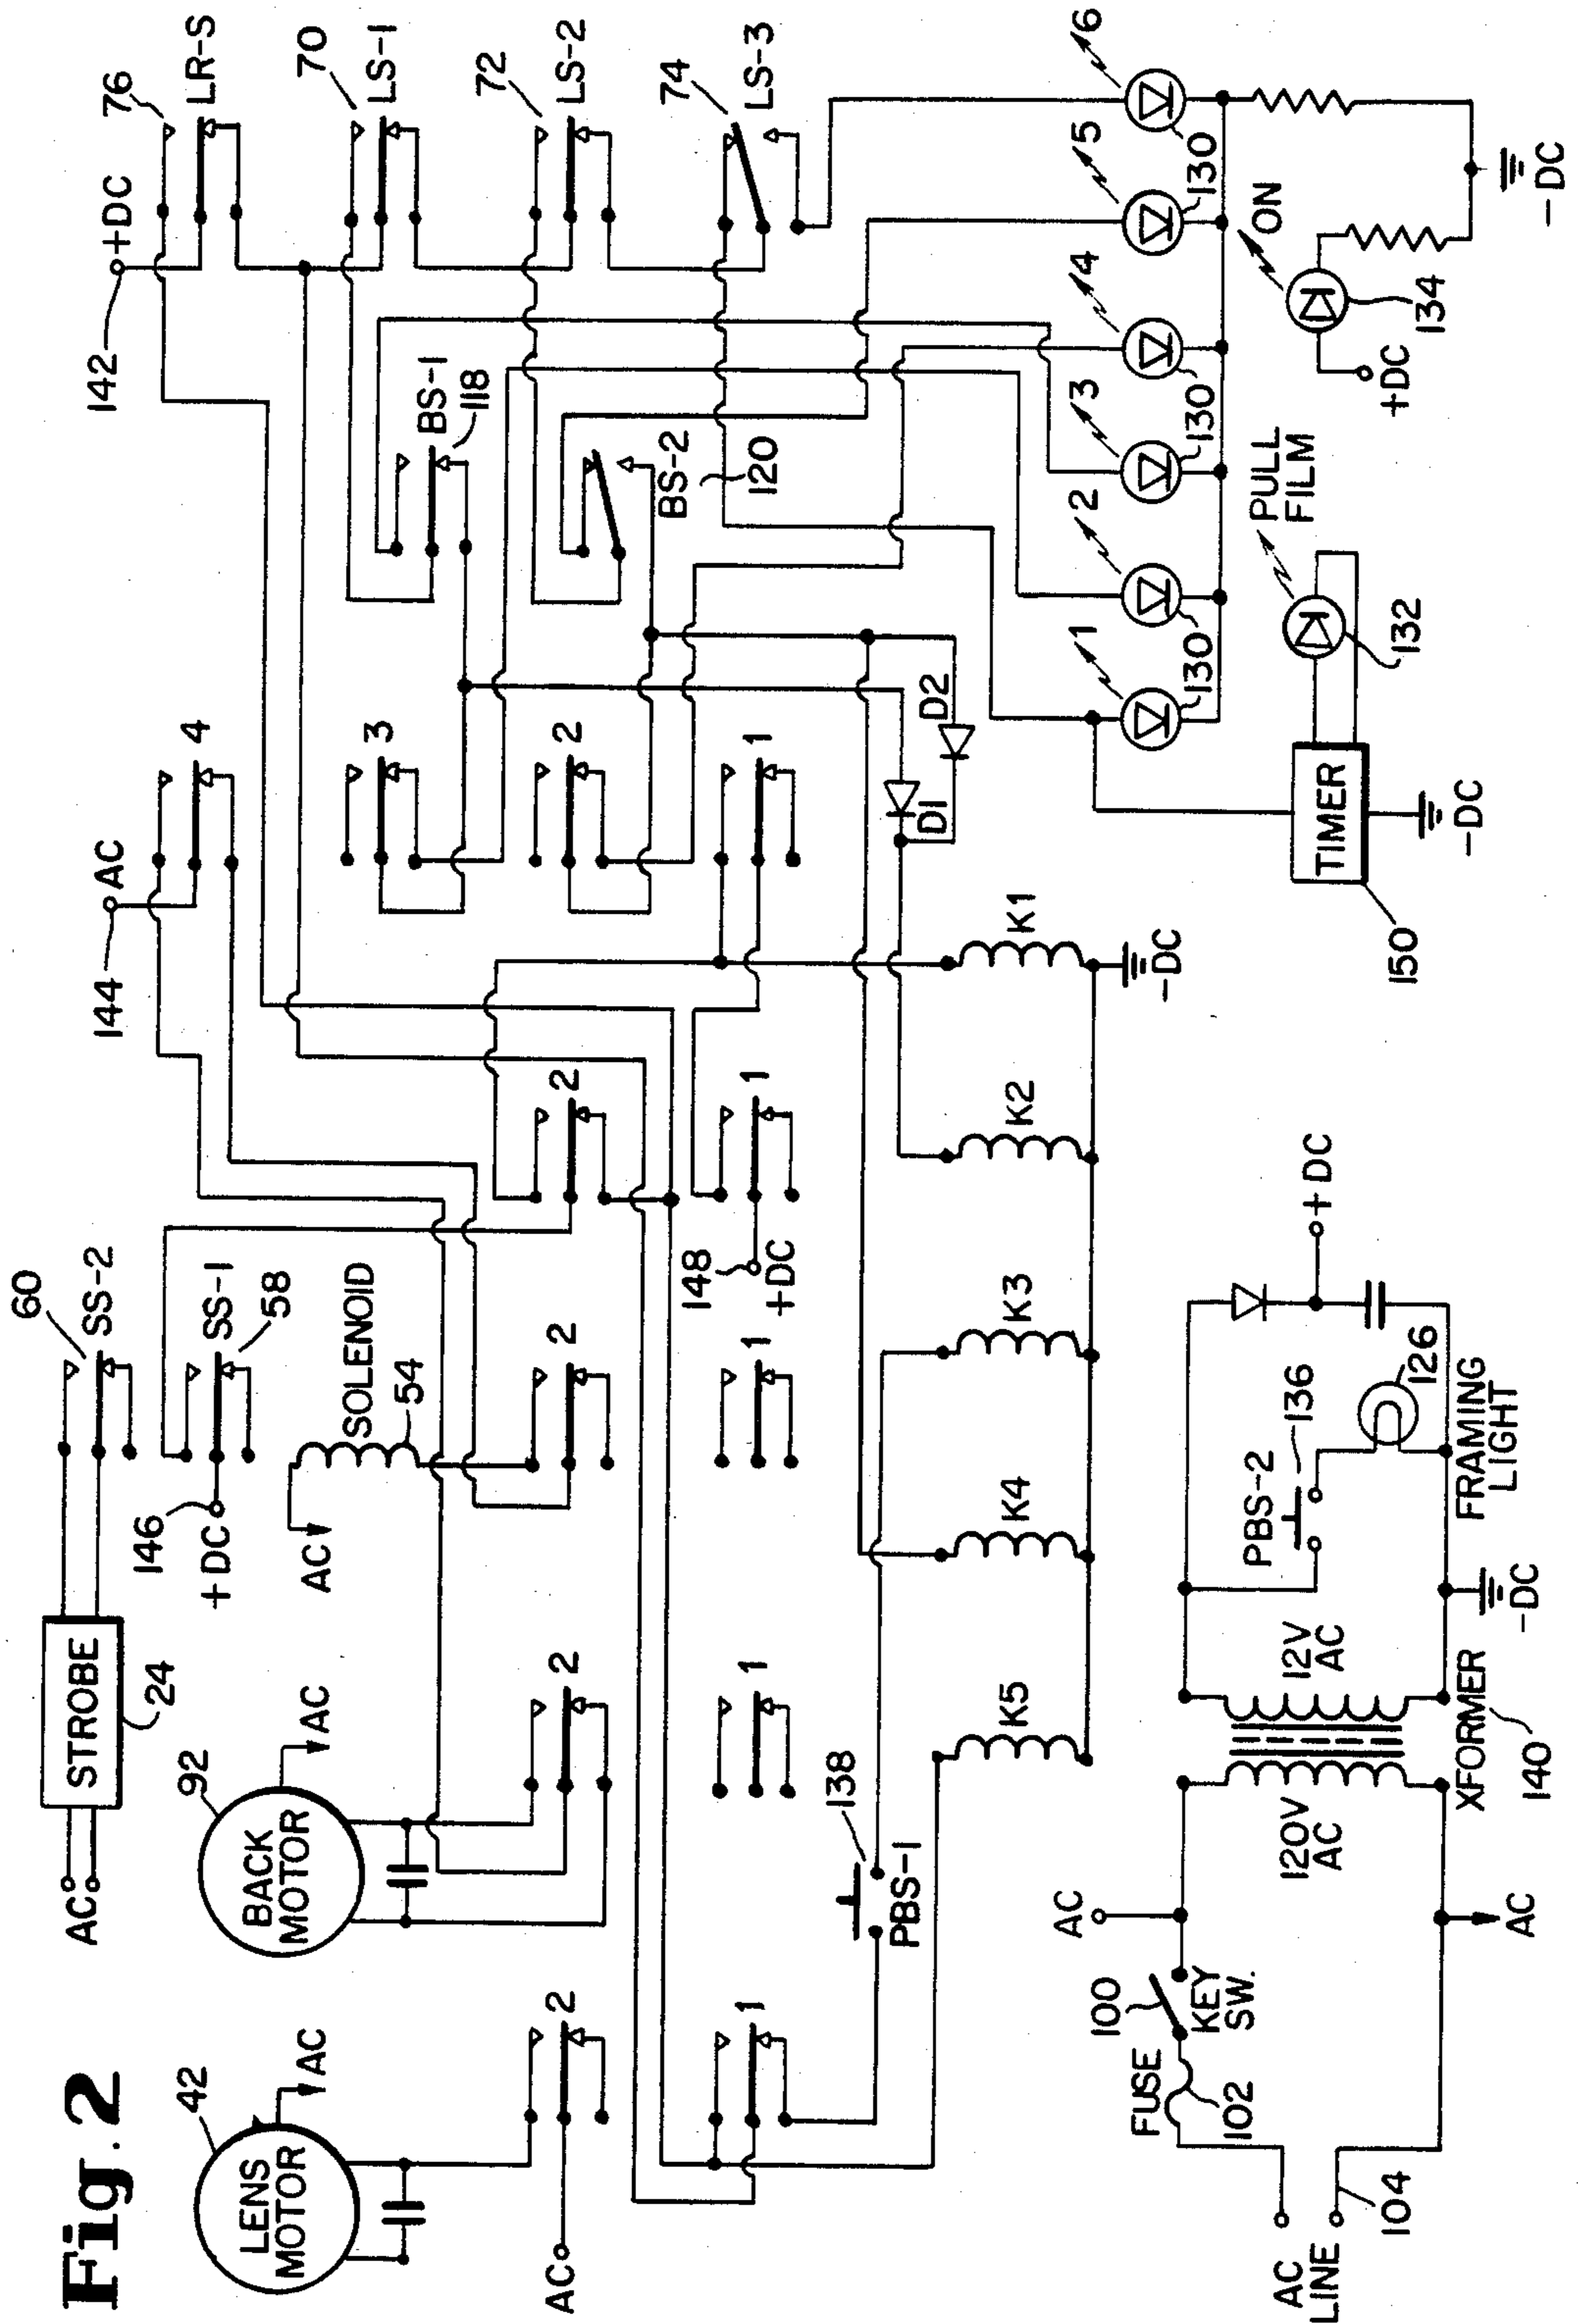 Fig. 2
LENS
MOTOR
42
AC
BACK
MOTOR
92
AC
STROBE
24
AC
60
SS-2
146
+DC
SS-1
58
SOLENOID
54
AC
144
AC
4
142
+DC
76
LR-S
70
LS-1
72
LS-2
74
LS-3
BS-1
118
BS-2
120
AC
2
2
2
2
2
3
1
1
1
1
1
148
+DC
138
PBS-1
K5
K4
K3
K2
K1
-DC
D1
D2
1
2
3
4
5
6
130
130
130
130
130
PULL
FILM
132
ON
134
+DC
-DC
TIMER
150
-DC
AC
LINE
104
FUSE
102
100
KEY
SW.
AC
AC
120V
AC
XFORMER
140
12V
AC
-DC
PBS-2
136
126
FRAMING
LIGHT
+DC